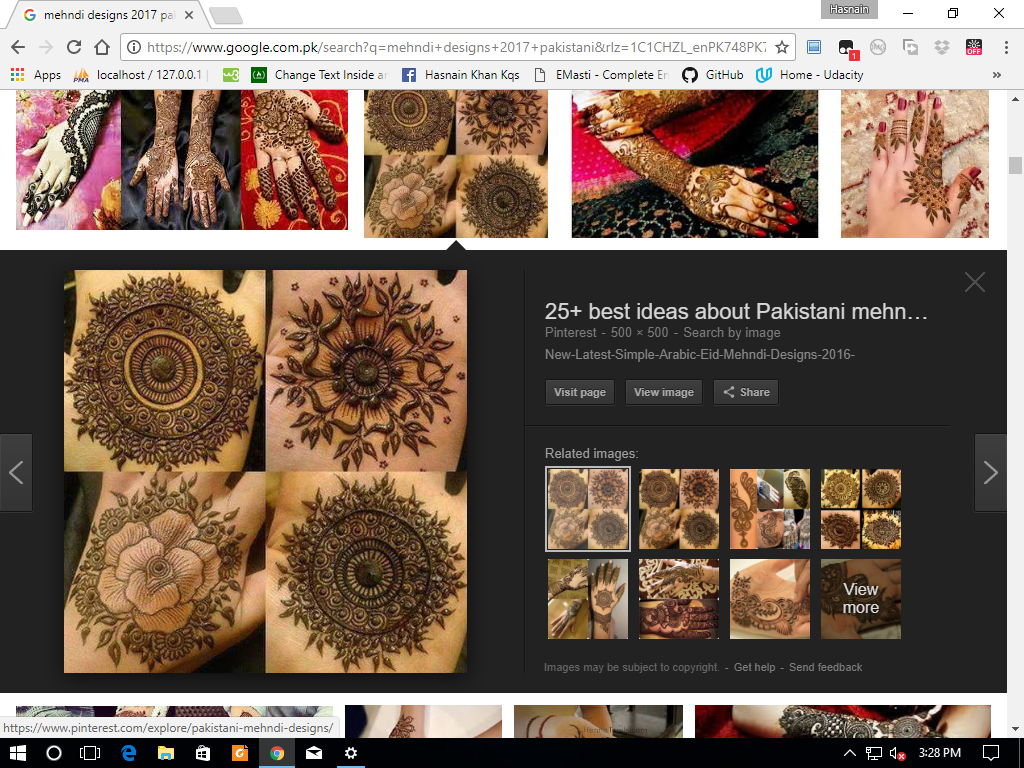 Hasnain
mehndi designs 2017 pa
https://www.google.com.pk/search?q=mehndi+designs+2017+pakistani&rlz=1C1CHZL_enPK748PK7
1
OFF
Apps
PMA
localhost / 127.0.0.1
w3
Change Text Inside a
Hasnain Khan Kqs
EMasti - Complete E
GitHub
Home - Udacity
»
25+ best ideas about Pakistani mehn…
Pinterest - 500 × 500 - Search by image
New-Latest-Simple-Arabic-Eid-Mehndi-Designs-2016-
Visit page
View image
Share
Related images:
View
more
Images may be subject to copyright. - Get help - Send feedback
https://www.pinterest.com/explore/pakistani-mehndi-designs/
3:28 PM